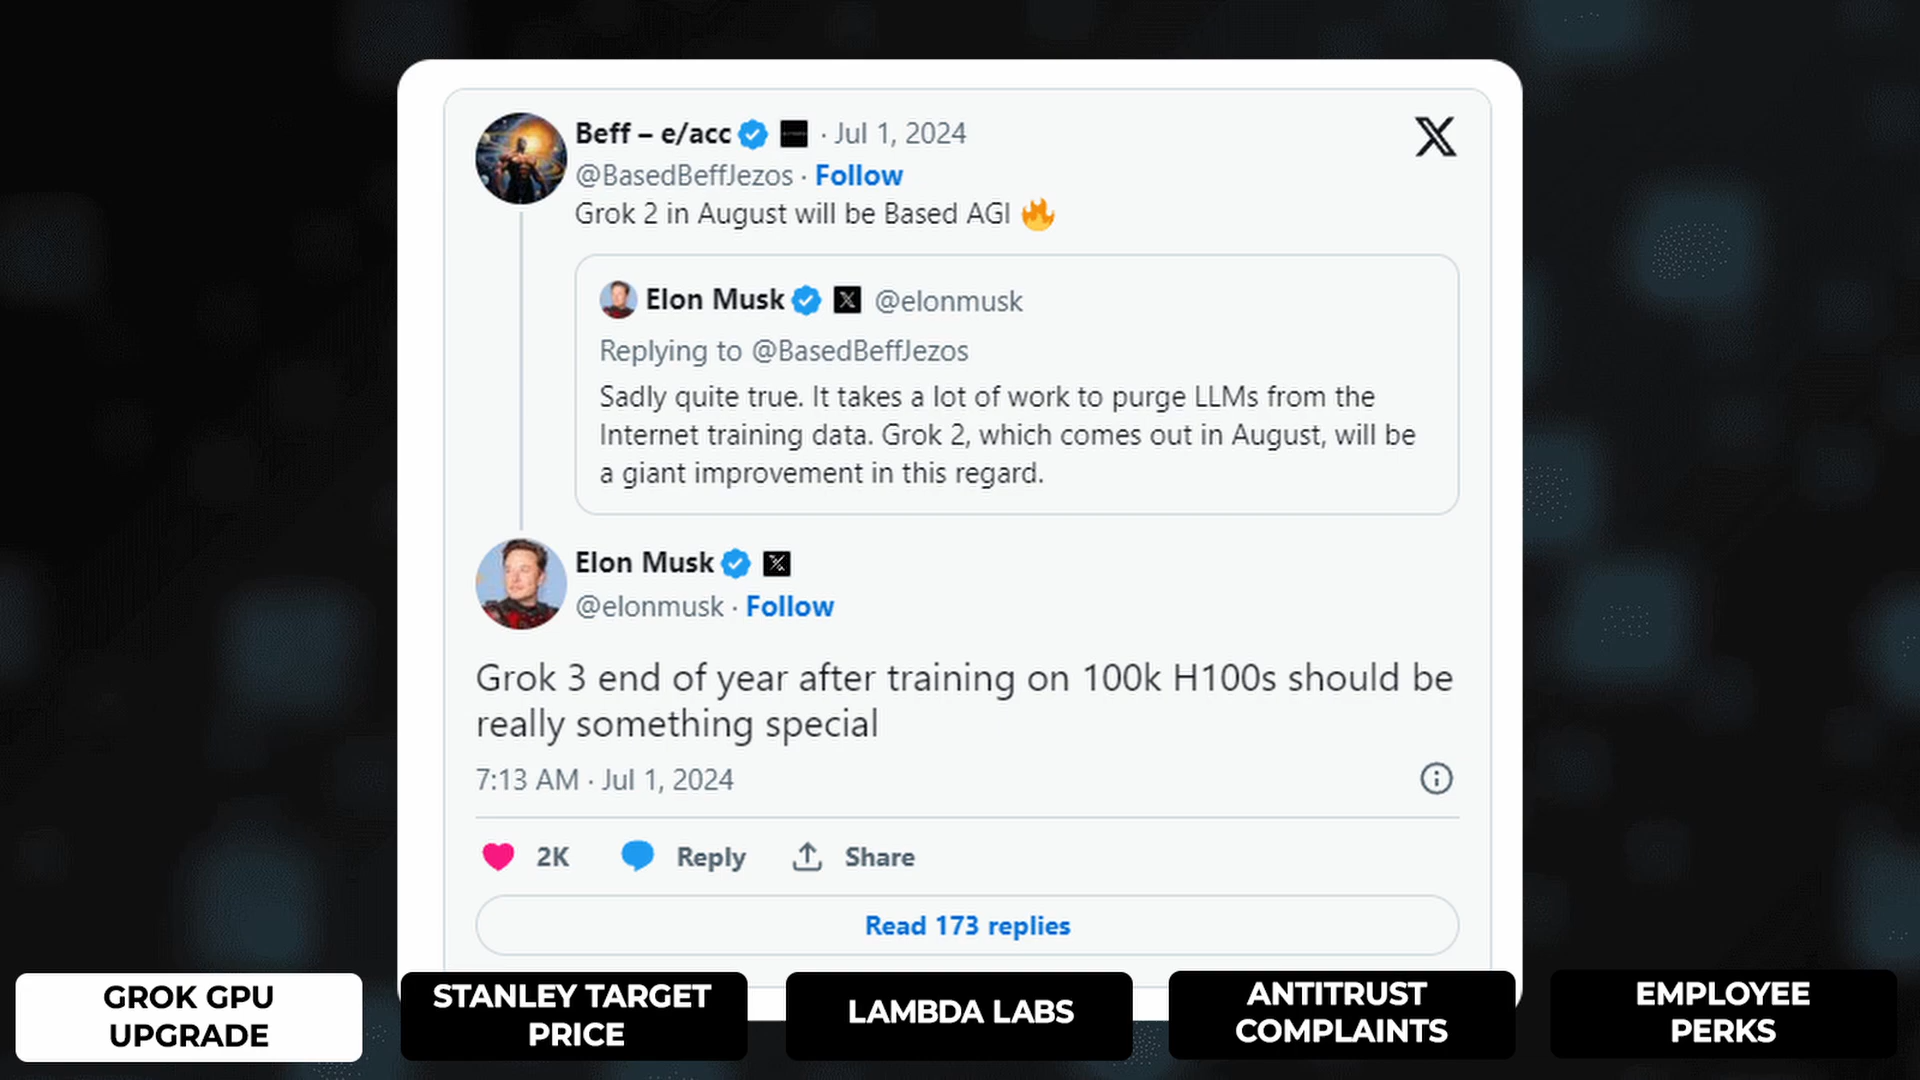 Beff – e/acc · Jul 1, 2024
@BasedBeffJezos · Follow
Grok 2 in August will be Based AGI 🔥
Elon Musk @elonmusk
Replying to @BasedBeffJezos
Sadly quite true. It takes a lot of work to purge LLMs from the
Internet training data. Grok 2, which comes out in August, will be
a giant improvement in this regard.
Elon Musk
@elonmusk · Follow
Grok 3 end of year after training on 100k H100s should be
really something special
7:13 AM · Jul 1, 2024
2K Reply Share
Read 173 replies
GROK GPU
UPGRADE
STANLEY TARGET
PRICE
LAMBDA LABS
ANTITRUST
COMPLAINTS
EMPLOYEE
PERKS